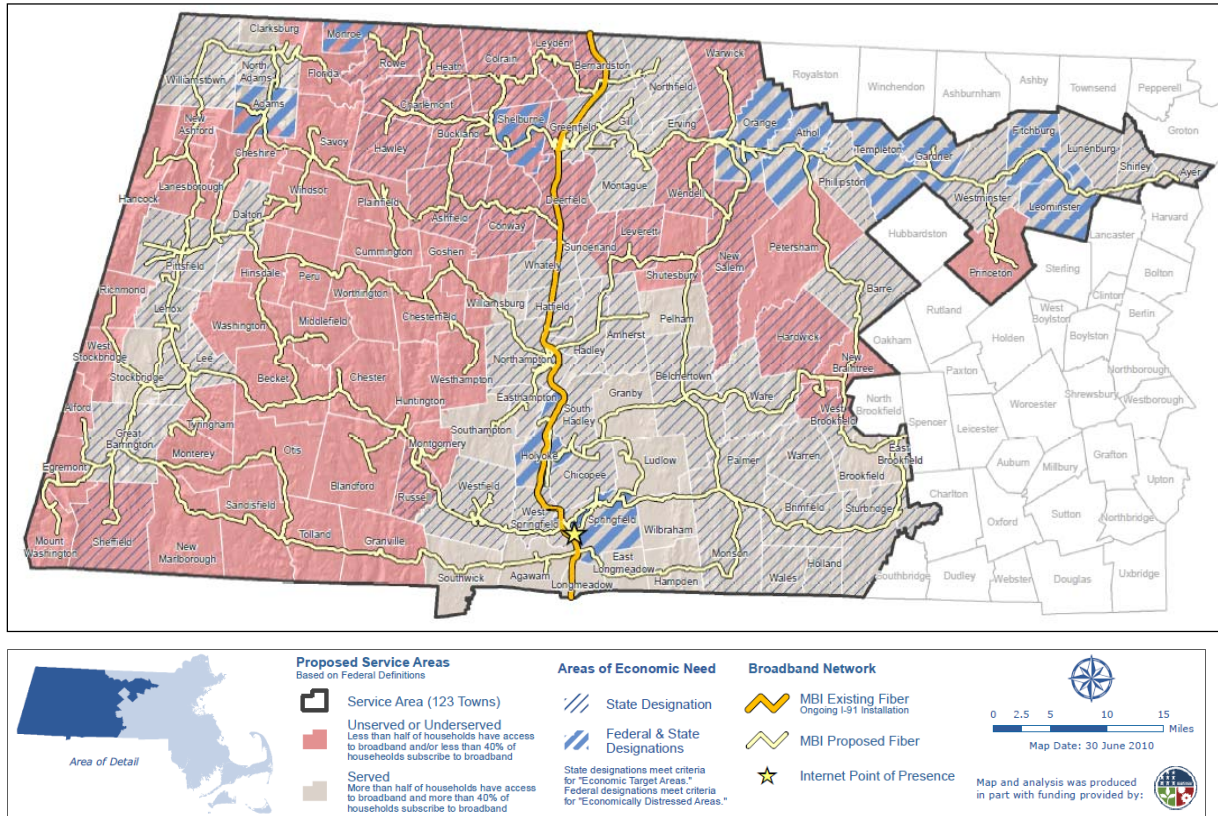 Clarksburg
Monroe
Leyden
Rowe
Heath
Colrain
Bernardston
Warwick
Royalston
Winchendon
Ashburnham
Ashby
Townsend
Pepperell
Williamstown
North
Adams
Florida
Northfield
Groton
Adams
Charlemont
Shelburne
Greenfield
Gill
Erving
Orange
Athol
Fitchburg
New
Ashford
Savoy
Buckland
Templeton
Gardner
Lunenburg
Cheshire
Hawley
Shirley
Ayer
Lanesborough
Windsor
Montague
Wendell
Phillipston
Westminster
Hancock
Plainfield
Ashfield
Deerfield
Leominster
Dalton
Conway
Leverett
Harvard
Cummington
Goshen
Sunderland
New
Salem
Petersham
Hubbardston
Lancaster
Pittsfield
Hinsdale
Peru
Whately
Shutesbury
Princeton
Sterling
Bolton
Richmond
Worthington
Williamsburg
Hatfield
Barre
Clinton
Lenox
Washington
Middlefield
Chesterfield
Pelham
Rutland
West
Boylston
Berlin
West
Stockbridge
Lee
Amherst
Hardwick
Oakham
Holden
Boylston
Stockbridge
Becket
Chester
Westhampton
Northampton
Hadley
New
Braintree
Paxton
Northborough
Alford
Huntington
Easthampton
Belchertown
Granby
Ware
North
Brookfield
Worcester
Shrewsbury
Westborough
Great
Barrington
Tyringham
Southampton
South
Hadley
West
Brookfield
Spencer
Leicester
Monterey
Otis
Montgomery
Holyoke
Ludlow
Palmer
Warren
East
Brookfield
Auburn
Millbury
Grafton
Egremont
Blandford
Chicopee
Brookfield
Upton
Sandisfield
Russell
Westfield
West
Springfield
Springfield
Wilbraham
Brimfield
Sturbridge
Charlton
Oxford
Sutton
Northbridge
Mount
Washington
Sheffield
New
Marlborough
Tolland
Granville
Southwick
Agawam
Longmeadow
East
Longmeadow
Hampden
Monson
Wales
Holland
Southbridge
Dudley
Webster
Douglas
Uxbridge
Area of Detail
Proposed Service Areas
Based on Federal Definitions
Service Area (123 Towns)
Unserved or Underserved
Less than half of households have access
to broadband and/or less than 40% of
househeolds subscribe to broadband
Served
More than half of households have access
to broadband and more than 40% of
households subscribe to broadband
Areas of Economic Need
State Designation
Federal & State
Designations
State designations meet criteria
for "Economic Target Areas."
Federal designations meet criteria
for "Economically Distressed Areas."
Broadband Network
MBI Existing Fiber
Ongoing I-91 Installation
MBI Proposed Fiber
Internet Point of Presence
0 2.5 5 10 15
Miles
Map Date: 30 June 2010
Map and analysis was produced
in part with funding provided by: